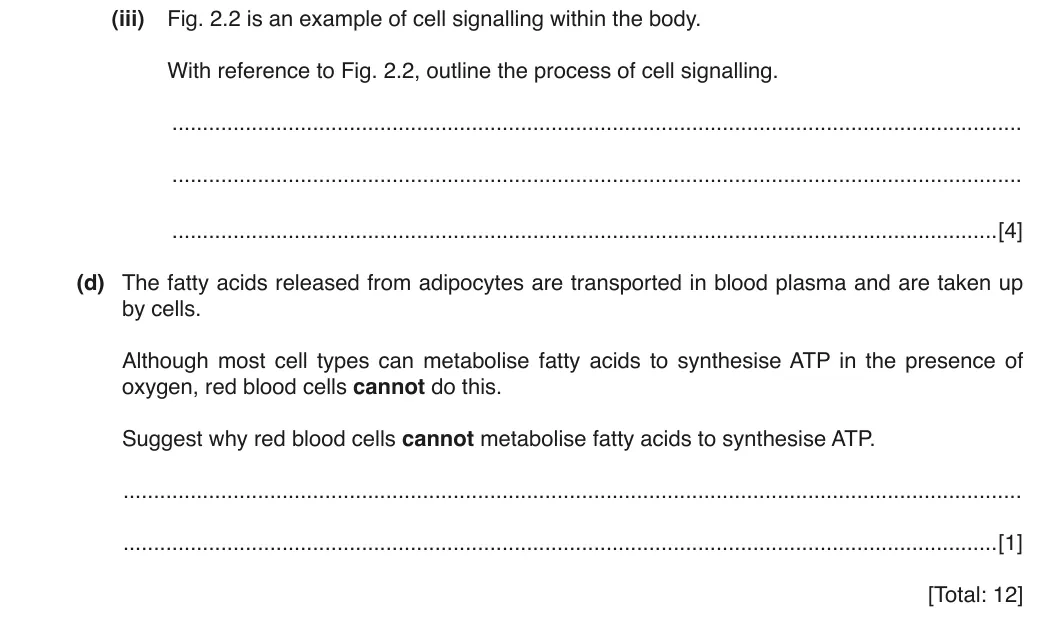 (iii) Fig. 2.2 is an example of cell signalling within the body.
With reference to Fig. 2.2, outline the process of cell signalling.
..........................................................................................................................................
..........................................................................................................................................
......................................................................................................................................[4]
(d) The fatty acids released from adipocytes are transported in blood plasma and are taken up
by cells.
Although most cell types can metabolise fatty acids to synthesise ATP in the presence of
oxygen, red blood cells cannot do this.
Suggest why red blood cells cannot metabolise fatty acids to synthesise ATP.
..................................................................................................................................................
..............................................................................................................................................[1]
[Total: 12]